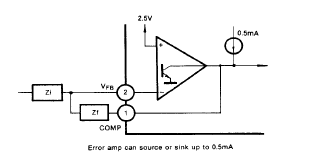 2.5V
0.5mA
+
Zi
VFB
2
−
Zf
1
COMP
Error amp can source or sink up to 0.5mA